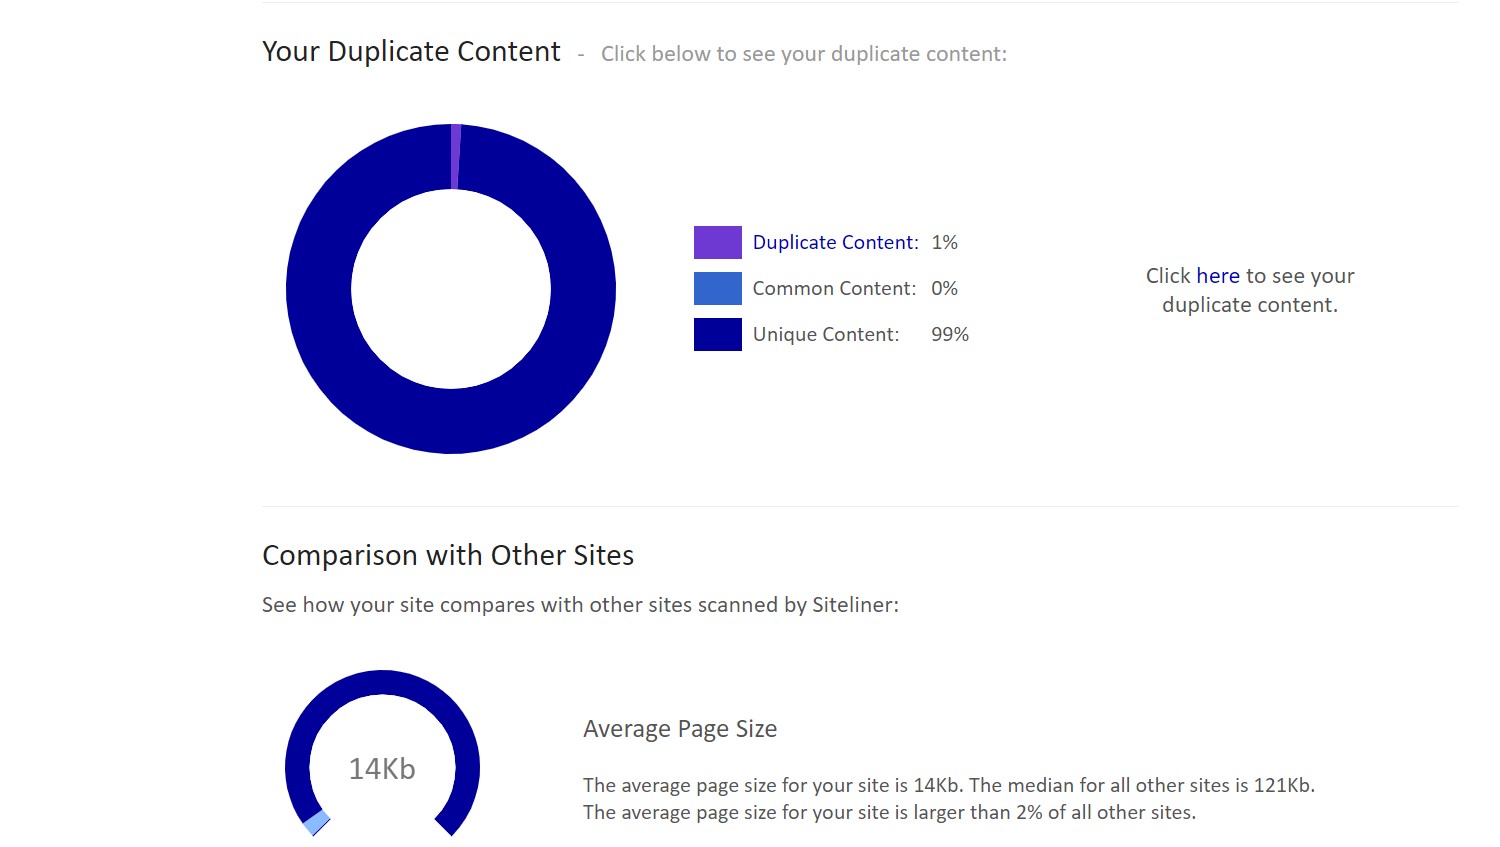 Your Duplicate Content - Click below to see your duplicate content:
Duplicate Content: 1%
Common Content: 0%
Unique Content: 99%
Click here to see your
duplicate content.
Comparison with Other Sites
See how your site compares with other sites scanned by Siteliner:
14Kb
Average Page Size
The average page size for your site is 14Kb. The median for all other sites is 121Kb.
The average page size for your site is larger than 2% of all other sites.